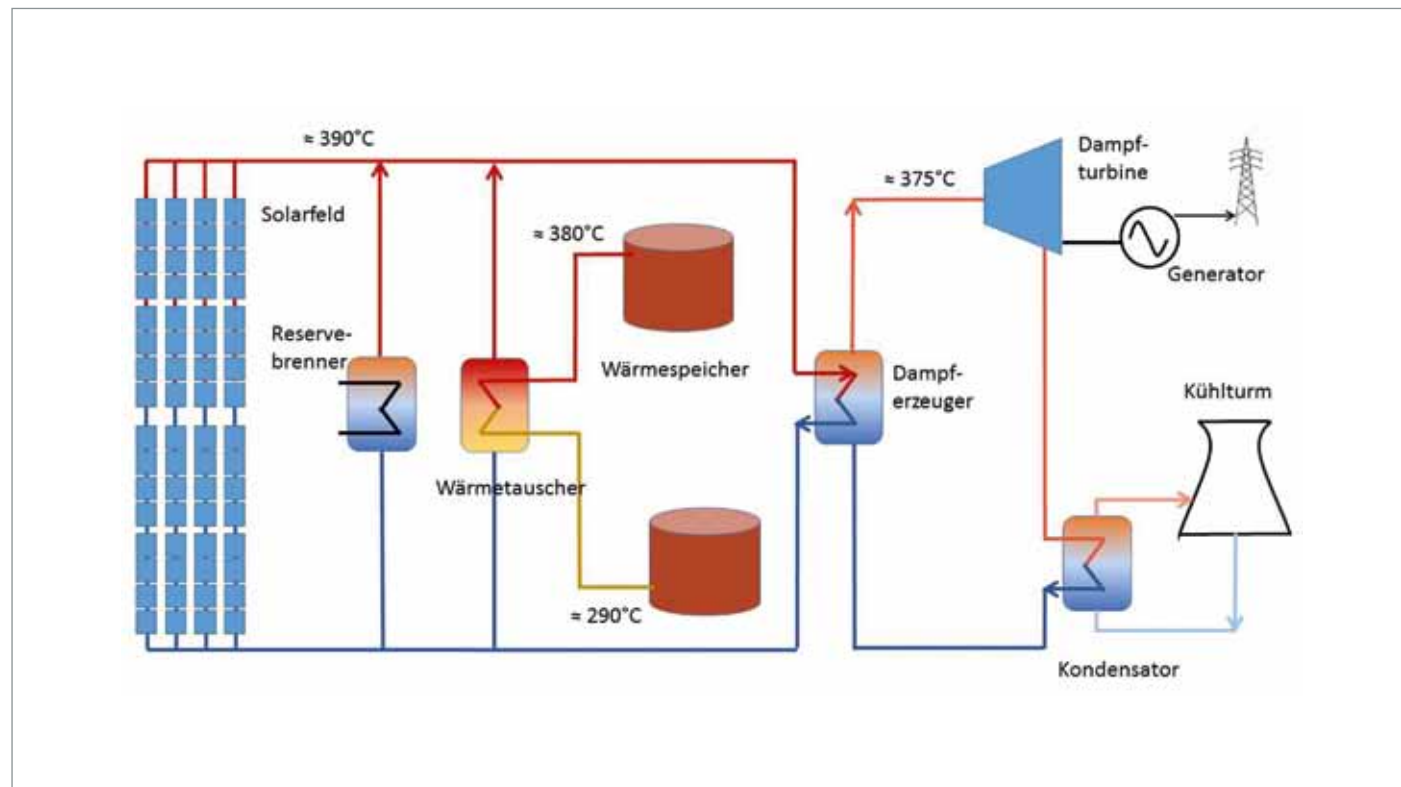 ≈ 390°C
Dampf-
turbine
≈ 375°C
Solarfeld
≈ 380°C
Generator
Reserve-
brenner
Wärmespeicher
Dampf-
erzeuger
Kühlturm
Wärmetauscher
≈ 290°C
Kondensator